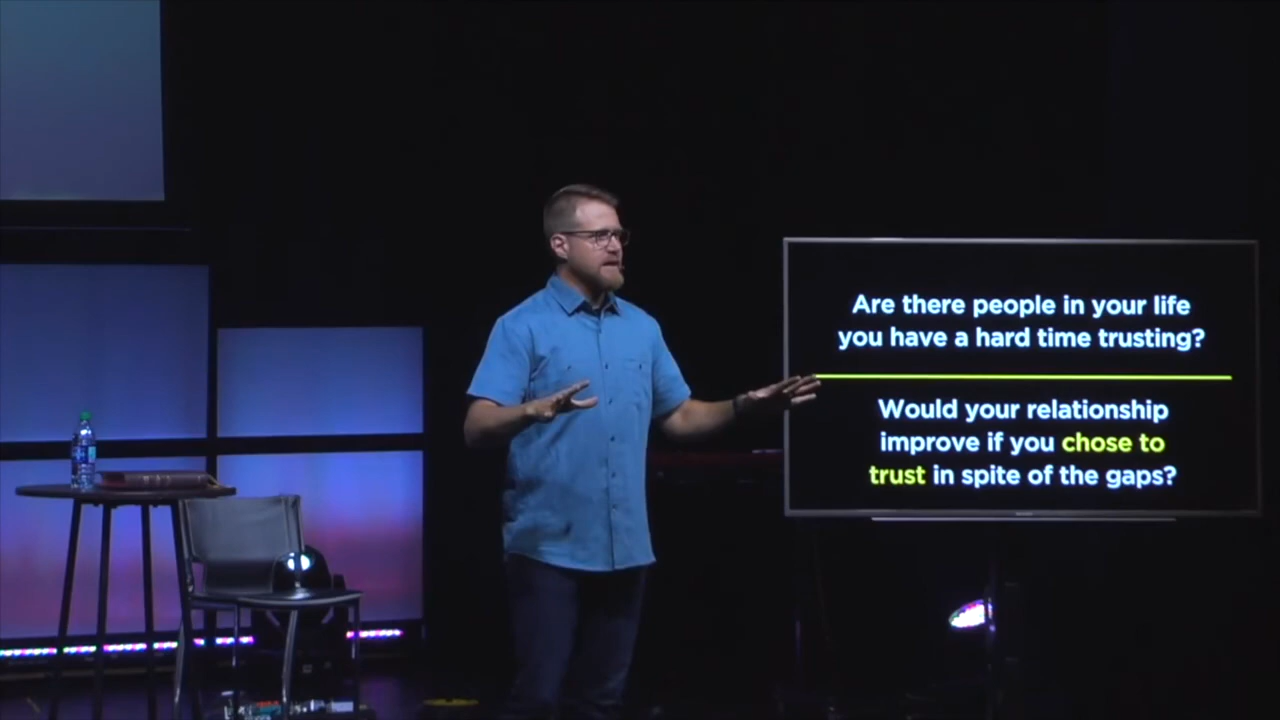 Are there people in your life
you have a hard time trusting?
Would your relationship
improve if you chose to
trust in spite of the gaps?